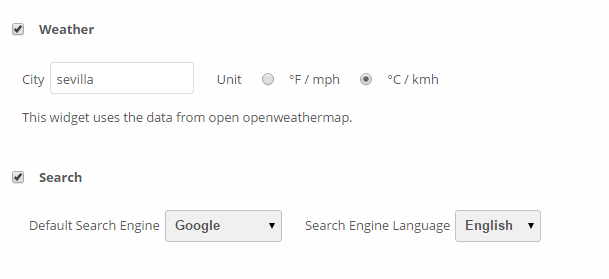 Weather
City sevilla Unit °F / mph °C / kmh
This widget uses the data from open openweathermap.
Search
Default Search Engine Google Search Engine Language English